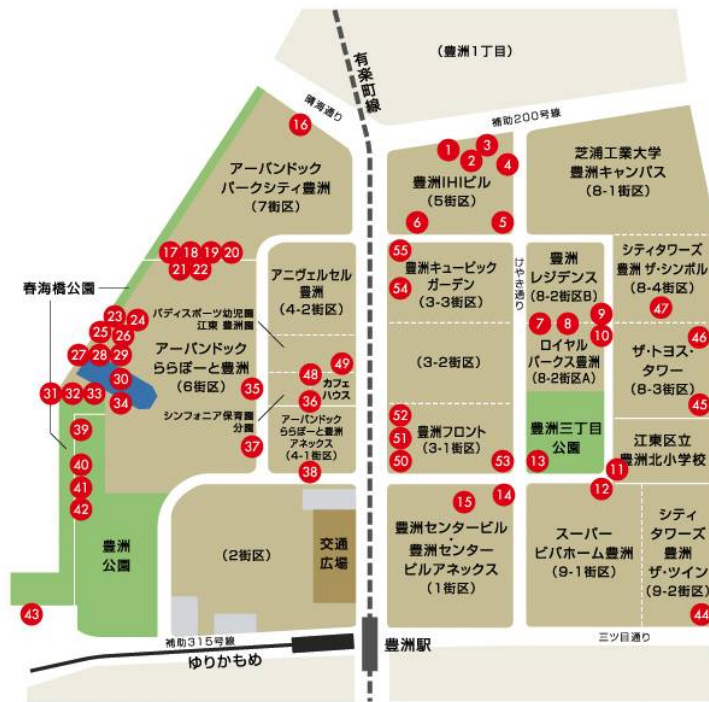 (豊洲1丁目)
有楽町線
晴海通り
補助200号線
16
アーバンドック
パークシティ豊洲
(7街区)
1
2
3
4
豊洲IHIビル
(5街区)
6
5
芝浦工業大学
豊洲キャンパス
(8-1街区)
17 18 19 20
21 22
春海橋公園
アニヴェルセル
豊洲
(4-2街区)
バディスポーツ幼児園
江東 豊洲園
55
54
豊洲キュービック
ガーデン
(3-3街区)
けやき通り
豊洲
レジデンス
(8-2街区B)
シティタワーズ
豊洲 ザ・シンボル
(8-4街区)
47
23 24
25 26
27 28 29
30
31 32 33
34
アーバンドック
ららぽーと豊洲
(6街区)
35
シンフォニア保育園
分園
37
48
49
36
カフェ
ハウス
アーバンドック
ららぽーと豊洲
アネックス
(4-1街区)
38
(3-2街区)
7
8
9
10
ロイヤル
パークス豊洲
(8-2街区A)
46
ザ・トヨス・
タワー
(8-3街区)
45
39
40
41
42
52
51
50
豊洲フロント
(3-1街区)
53
豊洲三丁目
公園
13
江東区立
豊洲北小学校
11
12
豊洲
公園
43
(2街区)
交通
広場
15
14
豊洲センタービル
・
豊洲センター
ビルアネックス
(1街区)
スーパー
ビバホーム豊洲
(9-1街区)
シティ
タワーズ
豊洲
ザ・ツイン
(9-2街区)
44
補助315号線
ゆりかもめ
豊洲駅
三ツ目通り